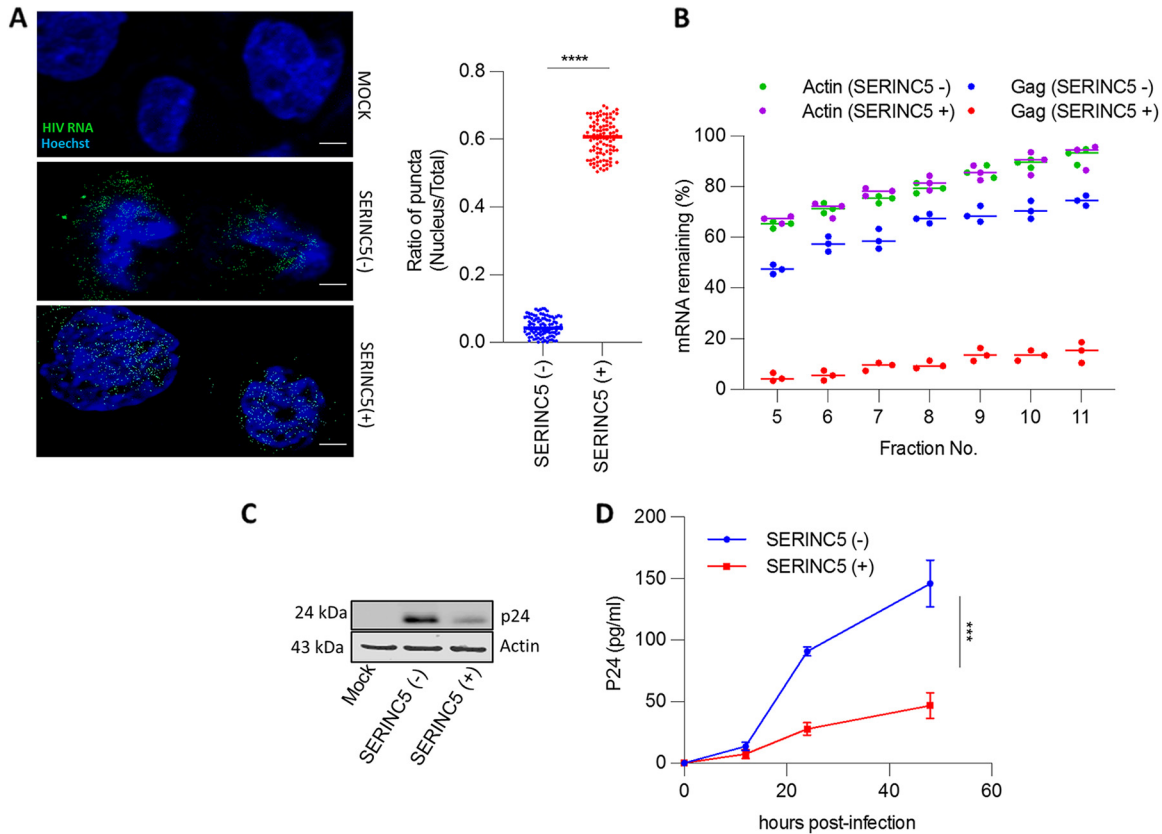 A
HIV RNA
Hoechst
MOCK
SERINC5(-)
SERINC5(+)
****
0.8
0.6
0.4
0.2
0.0
Ratio of puncta
(Nucleus/Total)
SERINC5 (-)
SERINC5 (+)
B
Actin (SERINC5 -)
Gag (SERINC5 -)
Actin (SERINC5 +)
Gag (SERINC5 +)
100
80
60
40
20
0
mRNA remaining (%)
5 6 7 8 9 10 11
Fraction No.
C
24 kDa
p24
43 kDa
Actin
Mock
SERINC5 (-)
SERINC5 (+)
D
SERINC5 (-)
SERINC5 (+)
200
150
100
50
0
P24 (pg/ml)
***
0 20 40 60
hours post-infection